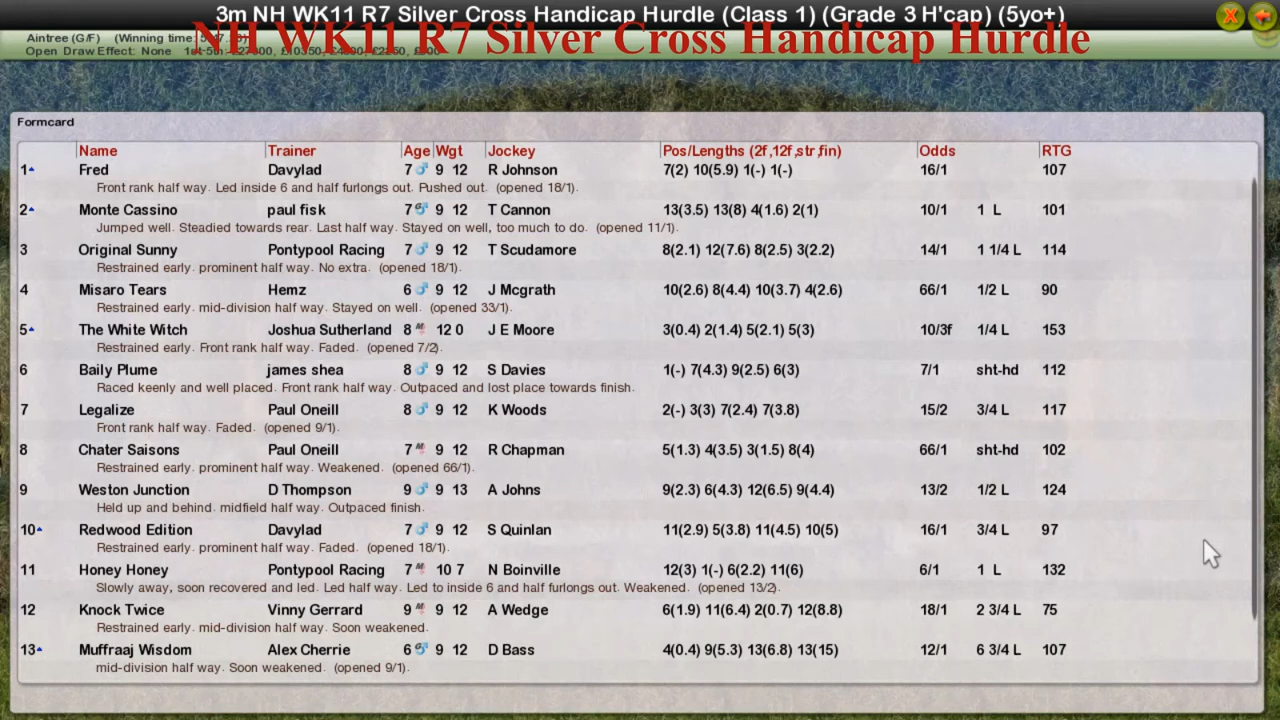 3m NH WK11 R7 Silver Cross Handicap Hurdle (Class 1) (Grade 3 H'cap) (5yo+)
NH WK11 R7 Silver Cross Handicap Hurdle
Aintree (G/F) (Winning time:
Open Draw Effect: None 1st-5th:
Formcard
Name Trainer Age Wgt Jockey Pos/Lengths (2f,12f,str,fin) Odds RTG
1 Fred Davylad 7 9 12 R Johnson 7(2) 10(5.9) 1(-) 1(-) 16/1 107
Front rank half way. Led inside 6 and half furlongs out. Pushed out. (opened 18/1).
2 Monte Cassino paul fisk 7 9 12 T Cannon 13(3.5) 13(8) 4(1.6) 2(1) 10/1 1 L 101
Jumped well. Steadied towards rear. Last half way. Stayed on well, too much to do. (opened 11/1).
3 Original Sunny Pontypool Racing 7 9 12 T Scudamore 8(2.1) 12(7.6) 8(2.5) 3(2.2) 14/1 1 1/4 L 114
Restrained early. prominent half way. No extra. (opened 18/1).
4 Misaro Tears Hemz 6 9 12 J Mcgrath 10(2.6) 8(4.4) 10(3.7) 4(2.6) 66/1 1/2 L 90
Restrained early. mid-division half way. Stayed on well. (opened 33/1).
5 The White Witch Joshua Sutherland 8 12 0 J E Moore 3(0.4) 2(1.4) 5(2.1) 5(3) 10/3f 1/4 L 153
Restrained early. Front rank half way. Faded. (opened 7/2).
6 Baily Plume james shea 8 9 12 S Davies 1(-) 7(4.3) 9(2.5) 6(3) 7/1 sht-hd 112
Raced keenly and well placed. Front rank half way. Outpaced and lost place towards finish.
7 Legalize Paul Oneill 8 9 12 K Woods 2(-) 3(3) 7(2.4) 7(3.8) 15/2 3/4 L 117
Front rank half way. Faded. (opened 9/1).
8 Chater Saisons Paul Oneill 7 9 12 R Chapman 5(1.3) 4(3.5) 3(1.5) 8(4) 66/1 sht-hd 102
Restrained early. prominent half way. Weakened. (opened 66/1).
9 Weston Junction D Thompson 9 9 13 A Johns 9(2.3) 6(4.3) 12(6.5) 9(4.4) 13/2 1/2 L 124
Held up and behind. midfield half way. Outpaced finish.
10 Redwood Edition Davylad 7 9 12 S Quinlan 11(2.9) 5(3.8) 11(4.5) 10(5) 16/1 3/4 L 97
Restrained early. prominent half way. Faded. (opened 18/1).
11 Honey Honey Pontypool Racing 7 10 7 N Boinville 12(3) 1(-) 6(2.2) 11(6) 6/1 1 L 132
Slowly away, soon recovered and led. Led half way. Led to inside 6 and half furlongs out. Weakened. (opened 13/2).
12 Knock Twice Vinny Gerrard 9 9 12 A Wedge 6(1.9) 11(6.4) 2(0.7) 12(8.8) 18/1 2 3/4 L 75
Restrained early. mid-division half way. Soon weakened.
13 Muffraaj Wisdom Alex Cherrie 6 9 12 D Bass 4(0.4) 9(5.3) 13(6.8) 13(15) 12/1 6 3/4 L 107
mid-division half way. Soon weakened. (opened 9/1).